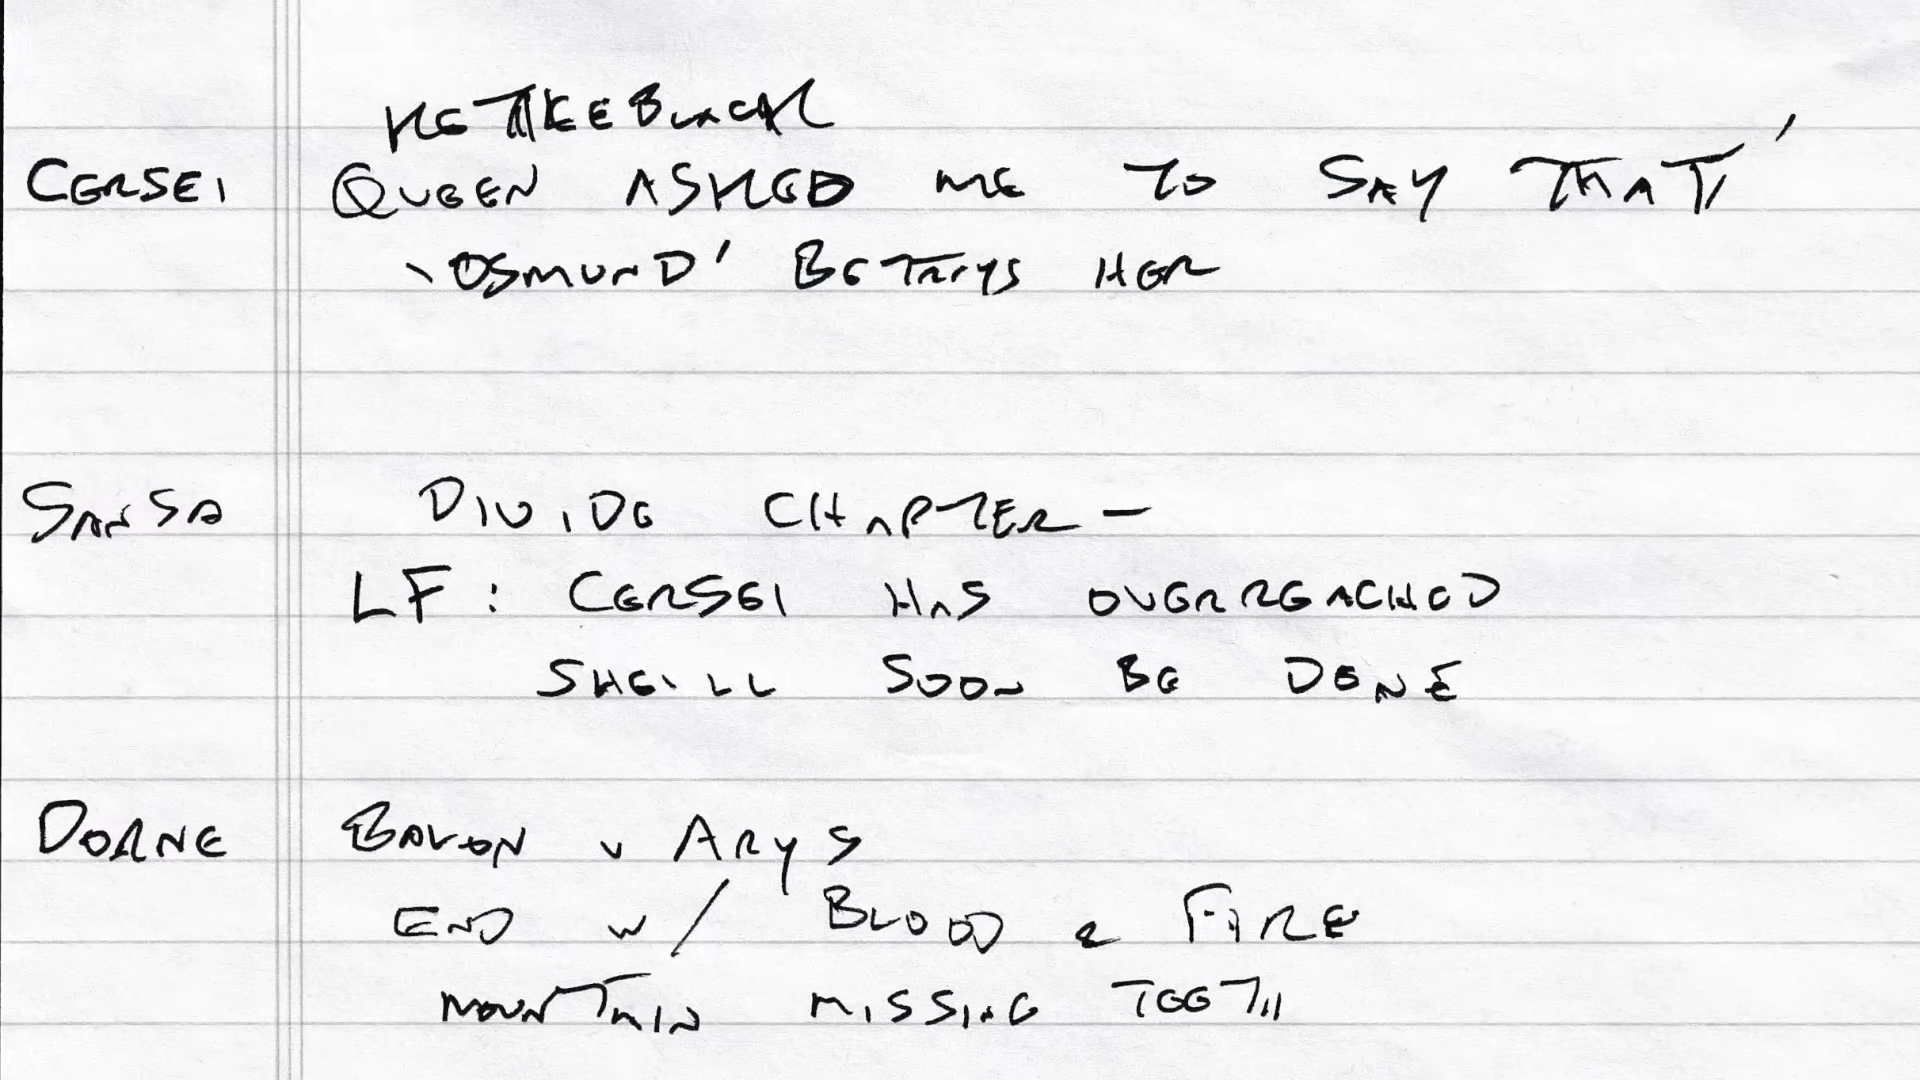 KETTLEBLACK
CERSEI QUEEN ASKED ME TO SAY THAT'
'OSMUND' BETRAYS HER
SANSA DIVIDE CHAPTER -
LF: CERSEI HAS OVERREACHED
SHE'LL SOON BE DONE
DORNE BALON V ARYS
END W/ BLOOD & FIRE
MOUNTAIN MISSING TEETH